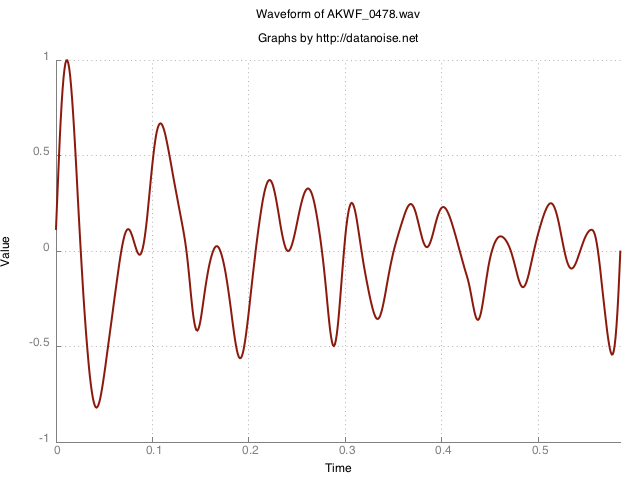 Waveform of AKWF_0478.wav
Graphs by http://datanoise.net
1
0.5
0
-0.5
-1
Value
0 0.1 0.2 0.3 0.4 0.5
Time